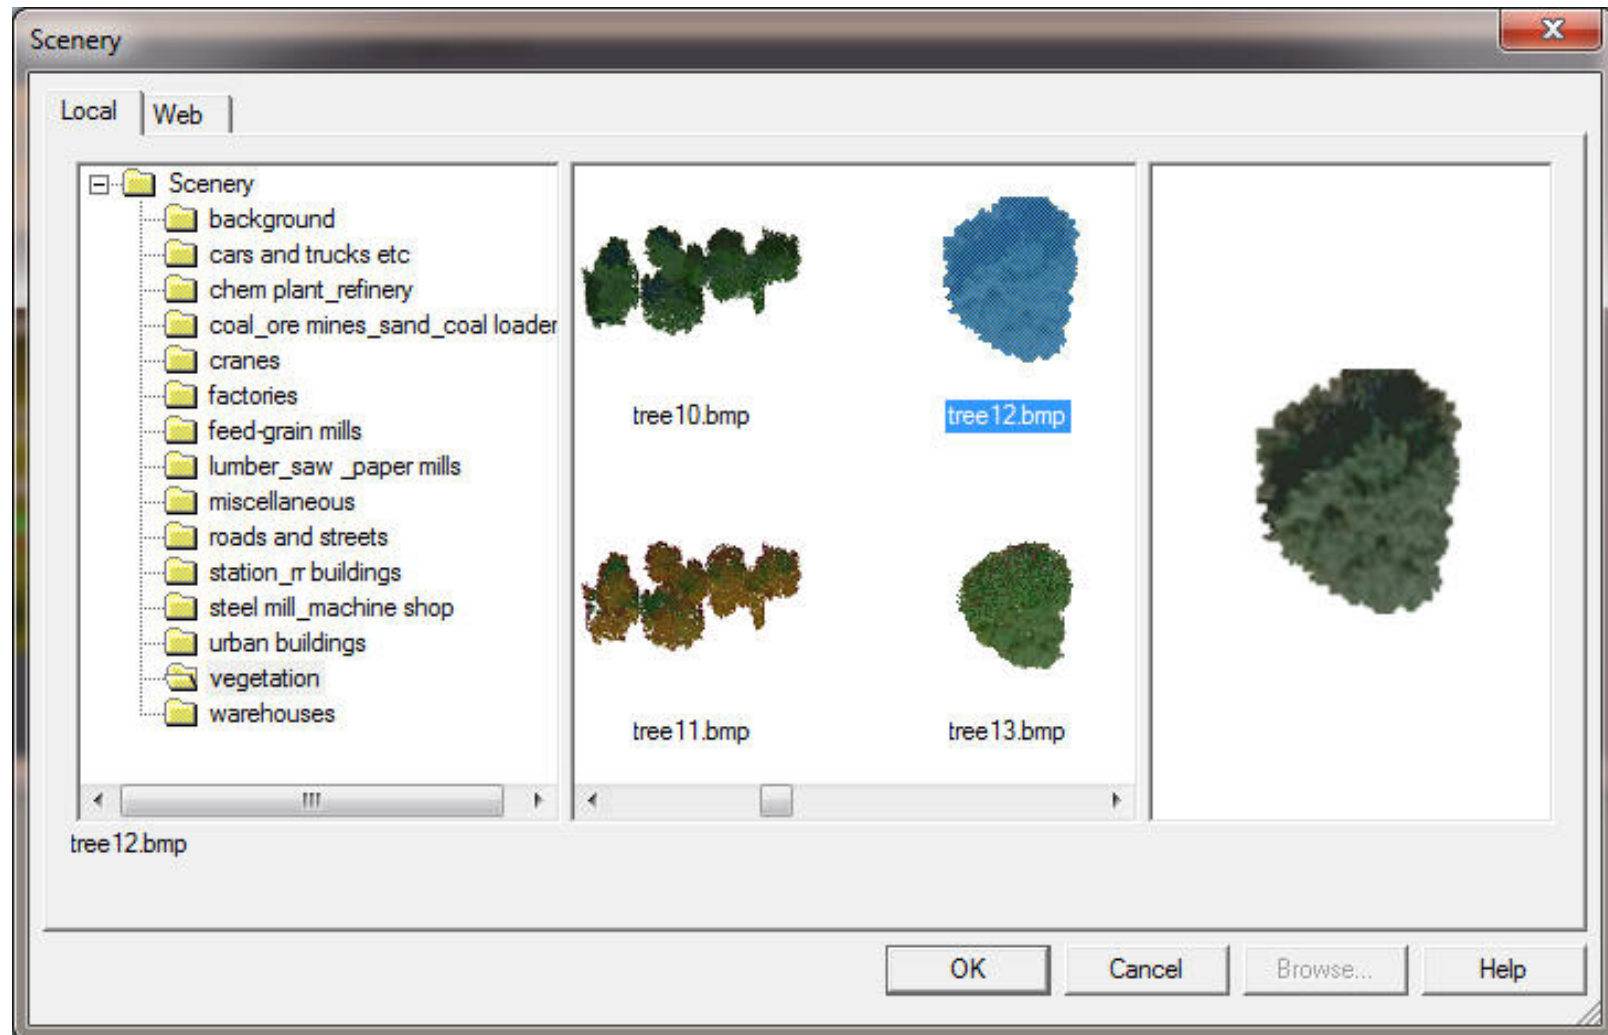 Scenery
Local
Web
Scenery
background
cars and trucks etc
chem plant_refinery
coal_ore mines_sand_coal loader
cranes
factories
feed-grain mills
lumber_saw _paper mills
miscellaneous
roads and streets
station_rr buildings
steel mill_machine shop
urban buildings
vegetation
warehouses
tree10.bmp
tree12.bmp
tree11.bmp
tree13.bmp
tree12.bmp
OK
Cancel
Browse...
Help